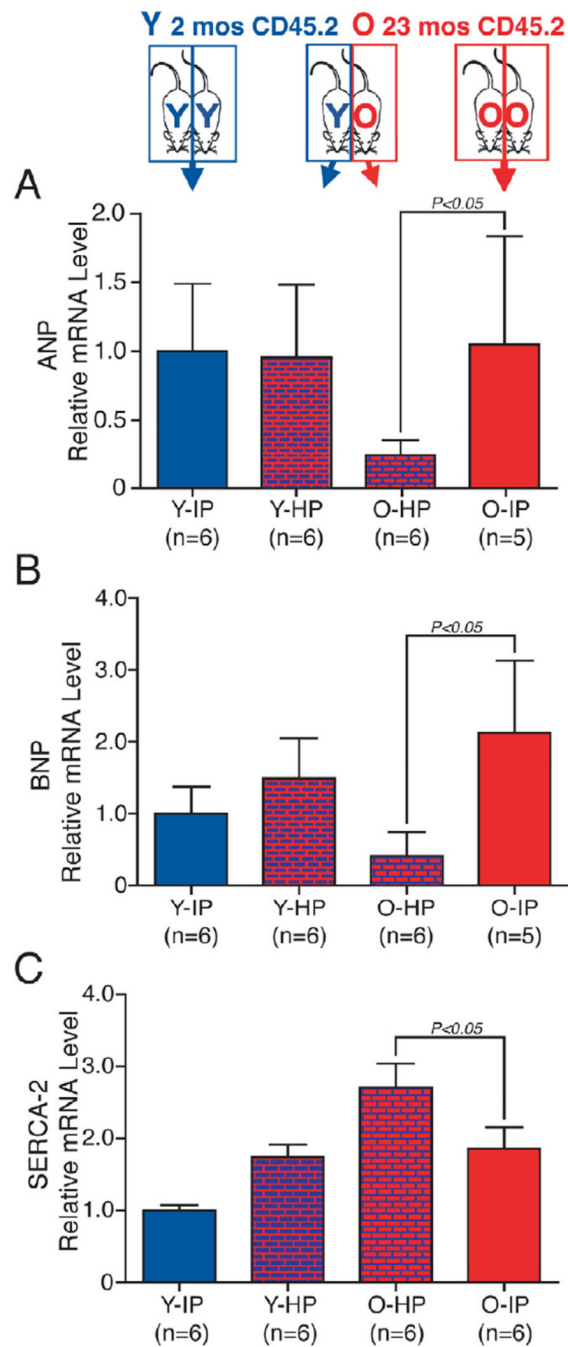 Y 2 mos CD45.2 O 23 mos CD45.2
Y Y Y O O O
A
P<0.05
2.0
1.5
1.0
0.5
0
ANP
Relative mRNA Level
Y-IP Y-HP O-HP O-IP
(n=6) (n=6) (n=6) (n=5)
B
P<0.05
4.0
3.0
2.0
1.0
0
BNP
Relative mRNA Level
Y-IP Y-HP O-HP O-IP
(n=6) (n=6) (n=6) (n=5)
C
P<0.05
4.0
3.0
2.0
1.0
0
SERCA-2
Relative mRNA Level
Y-IP Y-HP O-HP O-IP
(n=6) (n=6) (n=6) (n=6)